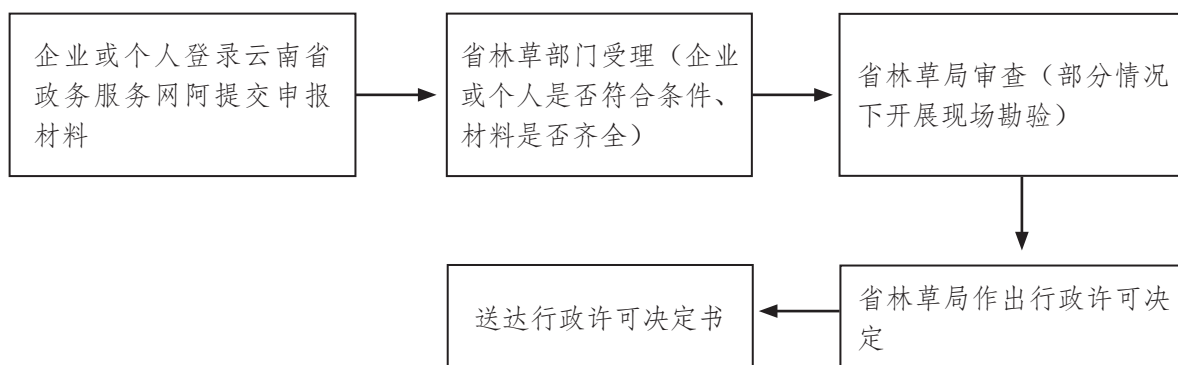 企业或个人登录云南省
政务服务网阿提交申报
材料
省林草部门受理（企业
或个人是否符合条件、
材料是否齐全）
省林草局审查（部分情况
下开展现场勘验）
省林草局作出行政许可决
定
送达行政许可决定书